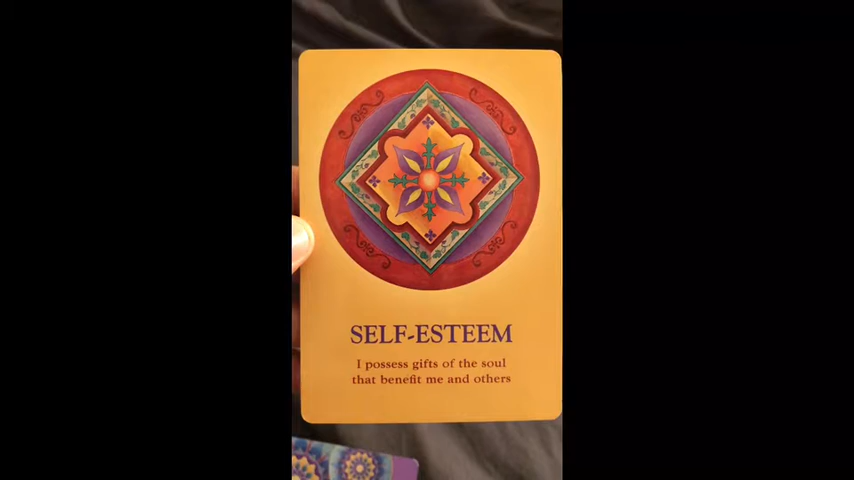 SELF-ESTEEM
I possess gifts of the soul
that benefit me and others